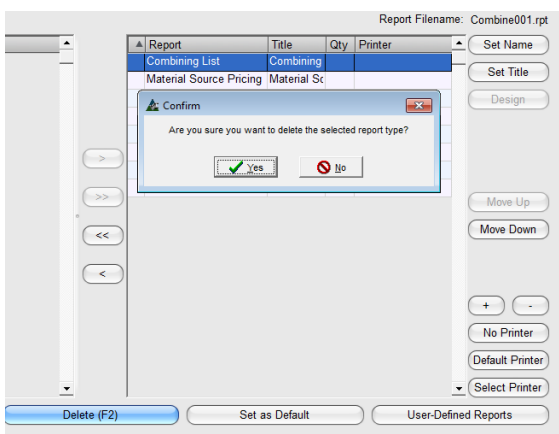 Report Filename: Combine001.rpt
Report Title Qty Printer
Combining List Combining
Material Source Pricing Material Sc
Confirm
Are you sure you want to delete the selected report type?
Yes No
Set Name
Set Title
Design
>
>>
<<
<
Move Up
Move Down
+ -
No Printer
Default Printer
Select Printer
Delete (F2) Set as Default User-Defined Reports